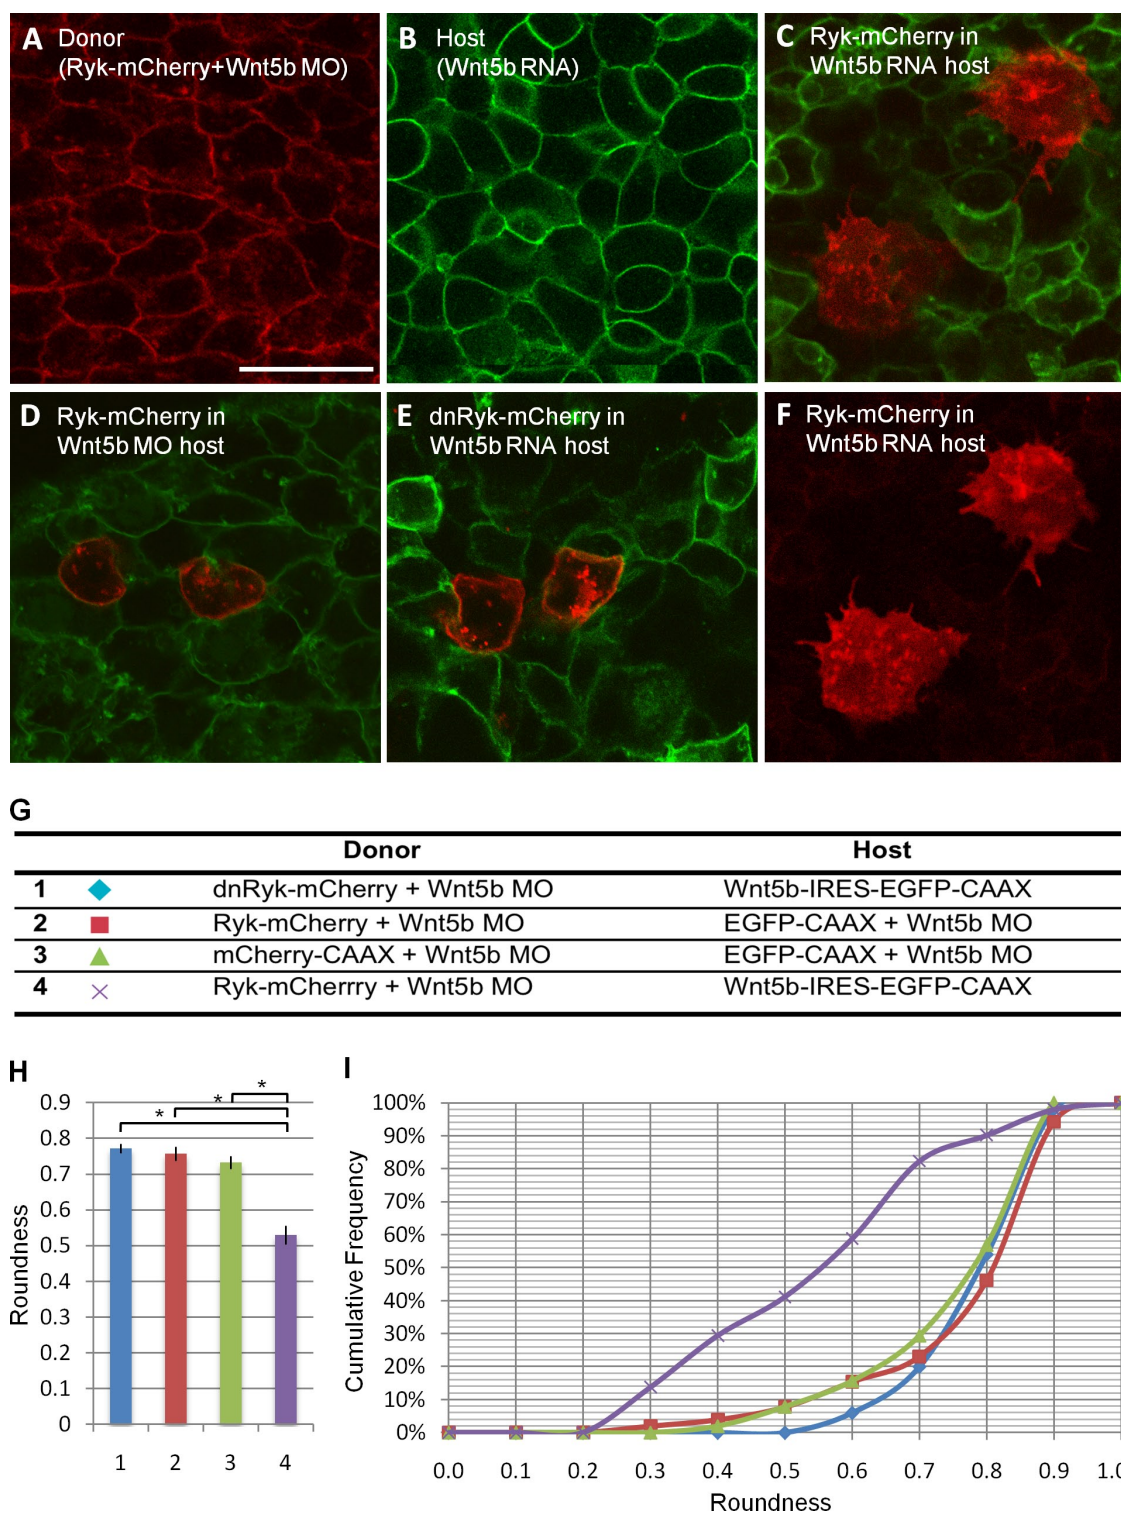 A Donor
(Ryk-mCherry+Wnt5b MO)
B Host
(Wnt5b RNA)
C Ryk-mCherry in
Wnt5b RNA host
D Ryk-mCherry in
Wnt5b MO host
E dnRyk-mCherry in
Wnt5b RNA host
F Ryk-mCherry in
Wnt5b RNA host
G
Donor Host
1 dnRyk-mCherry + Wnt5b MO Wnt5b-IRES-EGFP-CAAX
2 Ryk-mCherry + Wnt5b MO EGFP-CAAX + Wnt5b MO
3 mCherry-CAAX + Wnt5b MO EGFP-CAAX + Wnt5b MO
4 Ryk-mCherrry + Wnt5b MO Wnt5b-IRES-EGFP-CAAX
H
* * *
0.9
0.8
0.7
0.6
0.5
0.4
0.3
0.2
0.1
0
Roundness
1 2 3 4
I
100%
90%
80%
70%
60%
50%
40%
30%
20%
10%
0%
Cumulative Frequency
0.0 0.1 0.2 0.3 0.4 0.5 0.6 0.7 0.8 0.9 1.0
Roundness